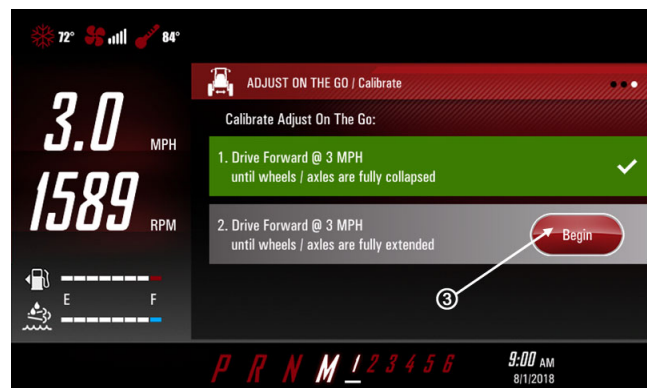 72°
84°
ADJUST ON THE GO / Calibrate
3.0 MPH
Calibrate Adjust On The Go:
1. Drive Forward @ 3 MPH
until wheels / axles are fully collapsed
1589 RPM
2. Drive Forward @ 3 MPH
until wheels / axles are fully extended
Begin
3
E F
P R N M 1 2 3 4 5 6
9:00 AM
8/1/2018